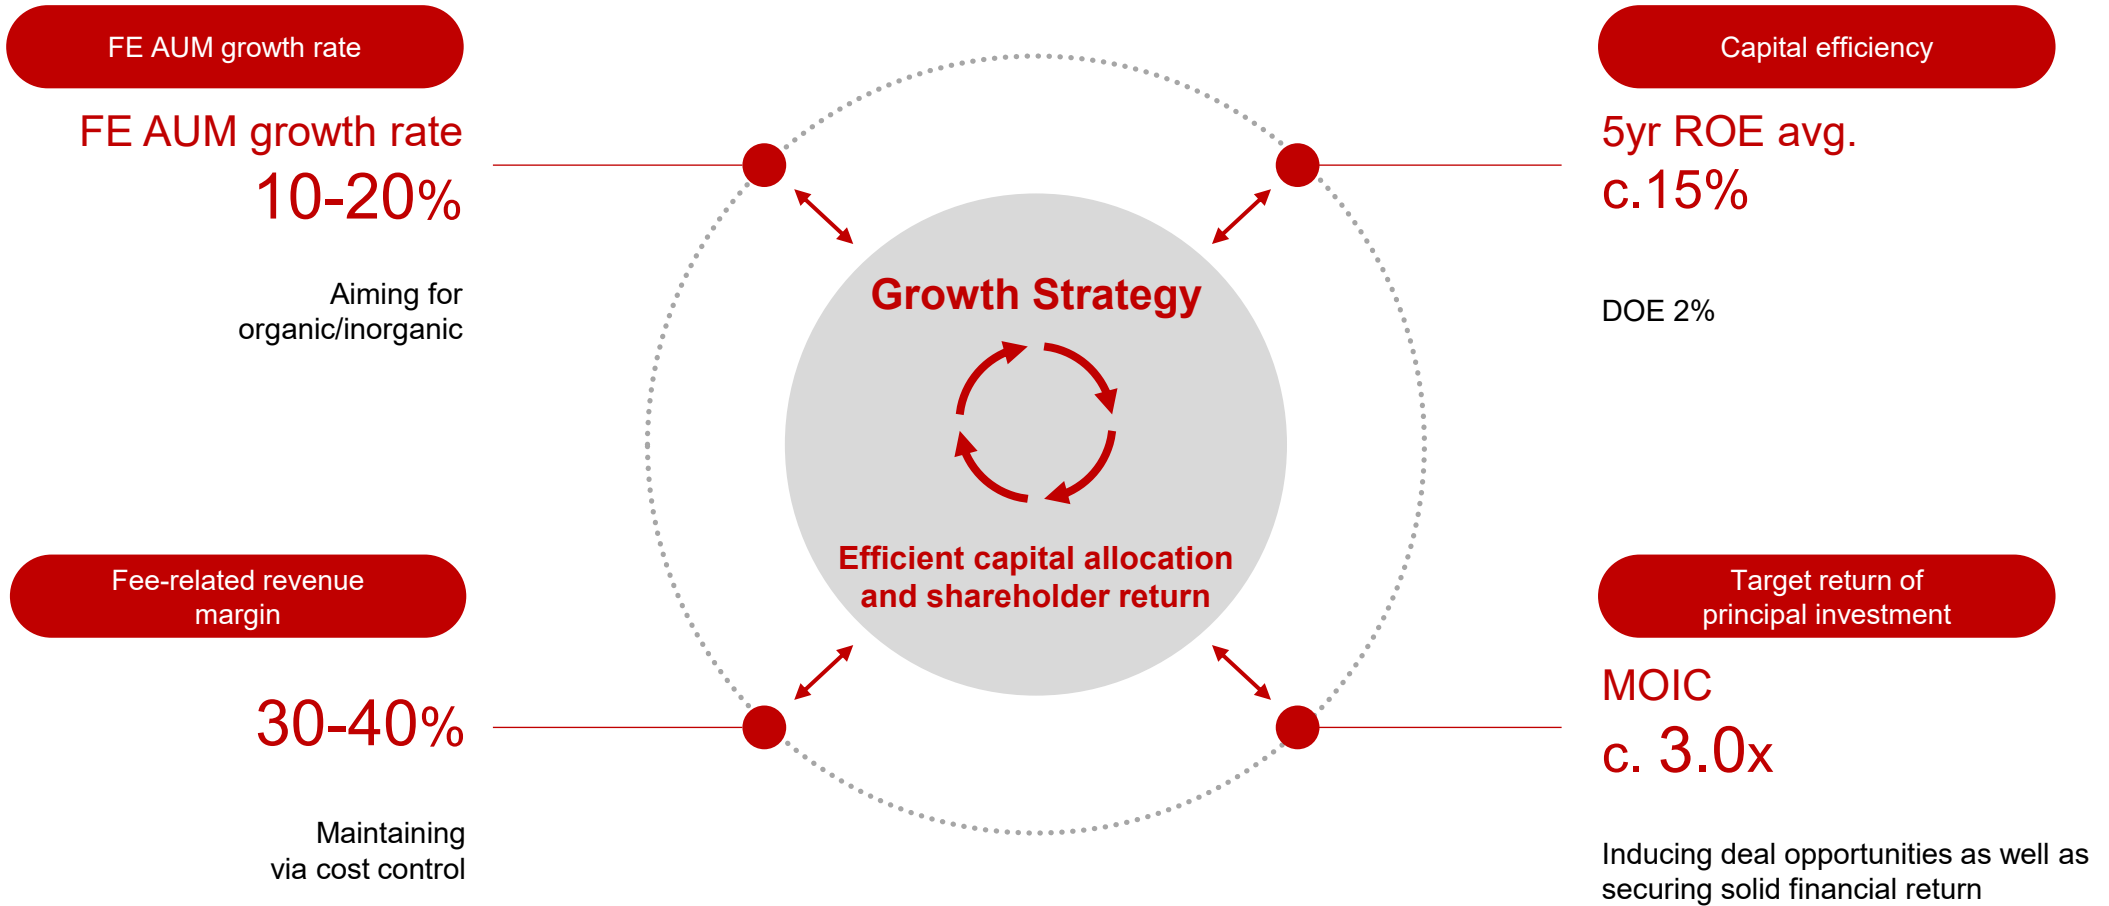 FE AUM growth rate
FE AUM growth rate
10-20%
Aiming for
organic/inorganic
Capital efficiency
5yr ROE avg.
c.15%
DOE 2%
Growth Strategy
Efficient capital allocation
and shareholder return
Fee-related revenue
margin
30-40%
Maintaining
via cost control
Target return of
principal investment
MOIC
c. 3.0x
Inducing deal opportunities as well as
securing solid financial return